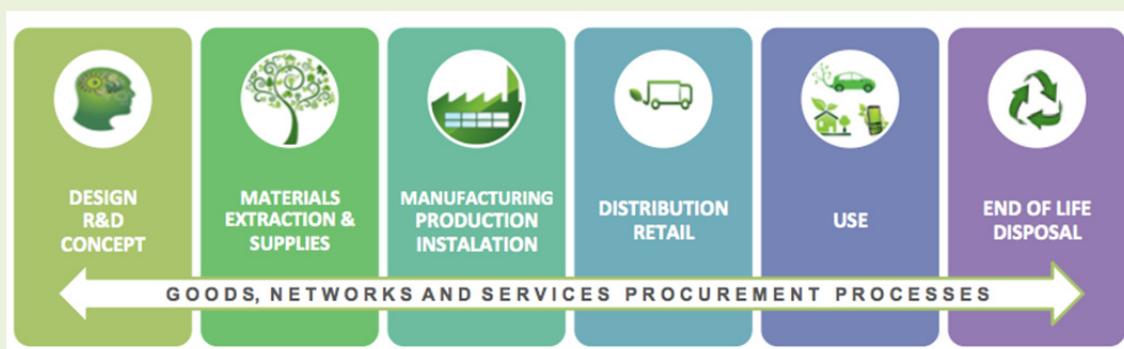 DESIGN
R&D
CONCEPT
MATERIALS
EXTRACTION &
SUPPLIES
MANUFACTURING
PRODUCTION
INSTALATION
DISTRIBUTION
RETAIL
USE
END OF LIFE
DISPOSAL
GOODS, NETWORKS AND SERVICES PROCUREMENT PROCESSES